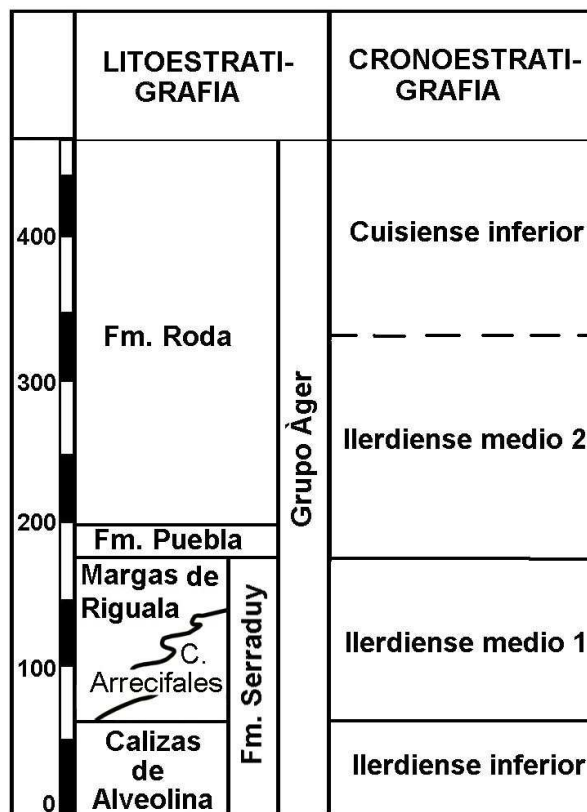 LITOESTRATI-
GRAFIA
CRONOESTRATI-
GRAFIA
400
300
200
100
0
Fm. Roda
Fm. Puebla
Margas de
Riguala
C.
Arrecifales
Calizas
de
Alveolina
Fm. Serraduy
Grupo Àger
Cuisiense inferior
Ilerdiense medio 2
Ilerdiense medio 1
Ilerdiense inferior